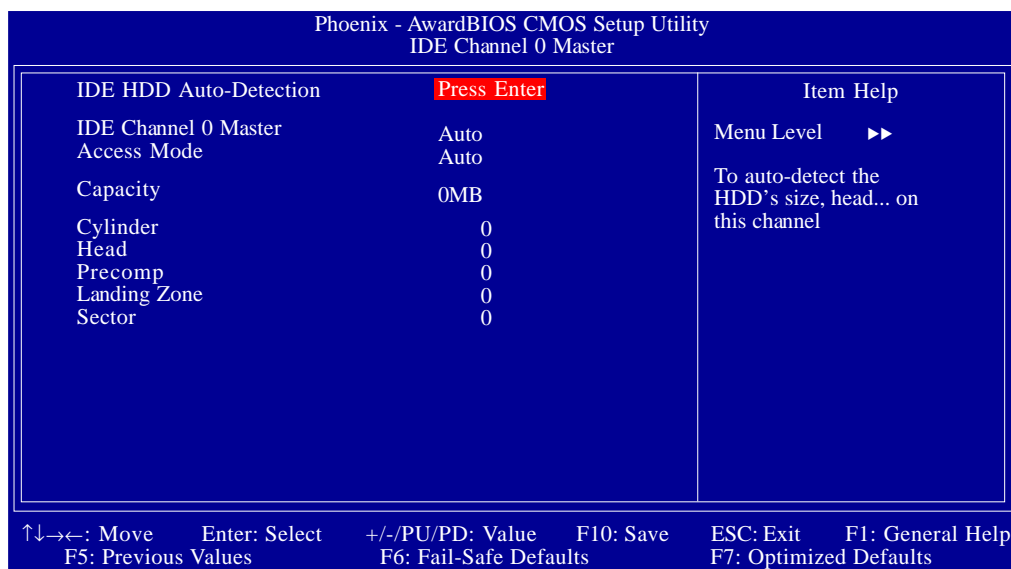 Phoenix - AwardBIOS CMOS Setup Utility
IDE Channel 0 Master
IDE HDD Auto-Detection Press Enter
IDE Channel 0 Master Auto
Access Mode Auto
Capacity 0MB
Cylinder 0
Head 0
Precomp 0
Landing Zone 0
Sector 0
Item Help
Menu Level ▶▶
To auto-detect the
HDD's size, head... on
this channel
↑↓→←: Move Enter: Select +/-/PU/PD: Value F10: Save ESC: Exit F1: General Help
F5: Previous Values F6: Fail-Safe Defaults F7: Optimized Defaults